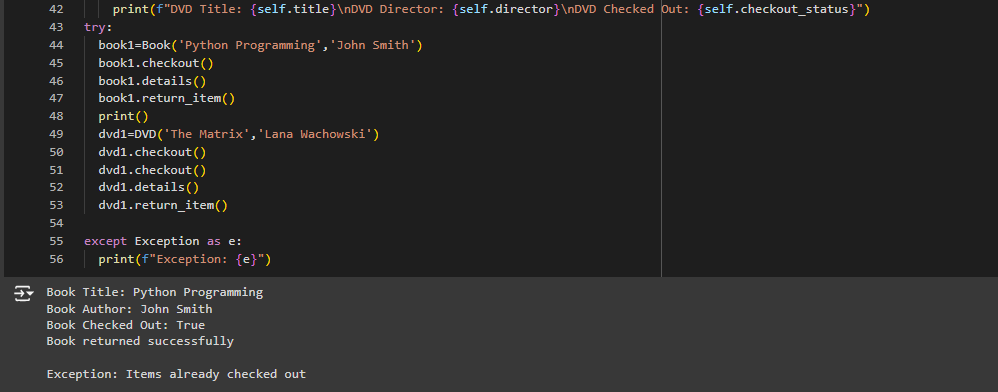 42 print(f"DVD Title: {self.title}\nDVD Director: {self.director}\nDVD Checked Out: {self.checkout_status}")
43 try:
44 book1=Book('Python Programming','John Smith')
45 book1.checkout()
46 book1.details()
47 book1.return_item()
48 print()
49 dvd1=DVD('The Matrix','Lana Wachowski')
50 dvd1.checkout()
51 dvd1.checkout()
52 dvd1.details()
53 dvd1.return_item()
54
55 except Exception as e:
56 print(f"Exception: {e}")
Book Title: Python Programming
Book Author: John Smith
Book Checked Out: True
Book returned successfully
Exception: Items already checked out